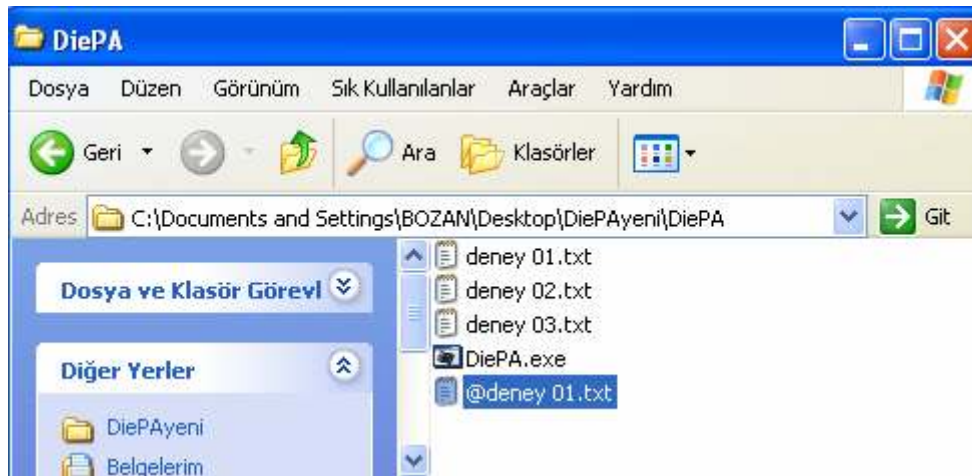 DiePA
Dosya Düzen Görünüm Sık Kullanılanlar Araçlar Yardım
Geri Ara Klasörler
Adres C:\Documents and Settings\BOZAN\Desktop\DiePAyeni\DiePA Git
Dosya ve Klasör Görevl
Diğer Yerler
DiePAyeni
Belgelerim
deney 01.txt
deney 02.txt
deney 03.txt
DiePA.exe
@deney 01.txt